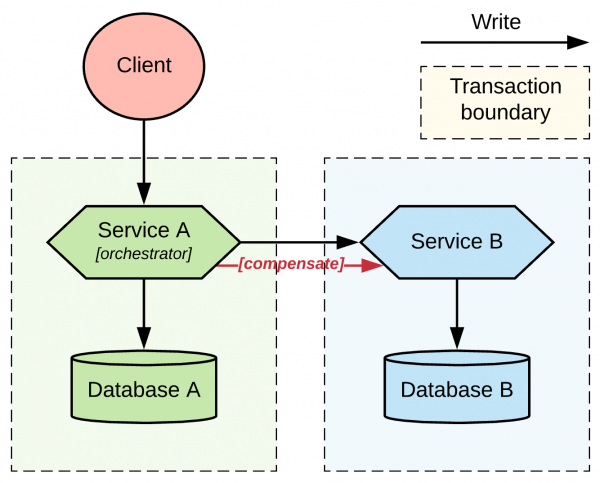 Write
Client
Transaction
boundary
Service A
[orchestrator]
Service B
[compensate]
Database A
Database B